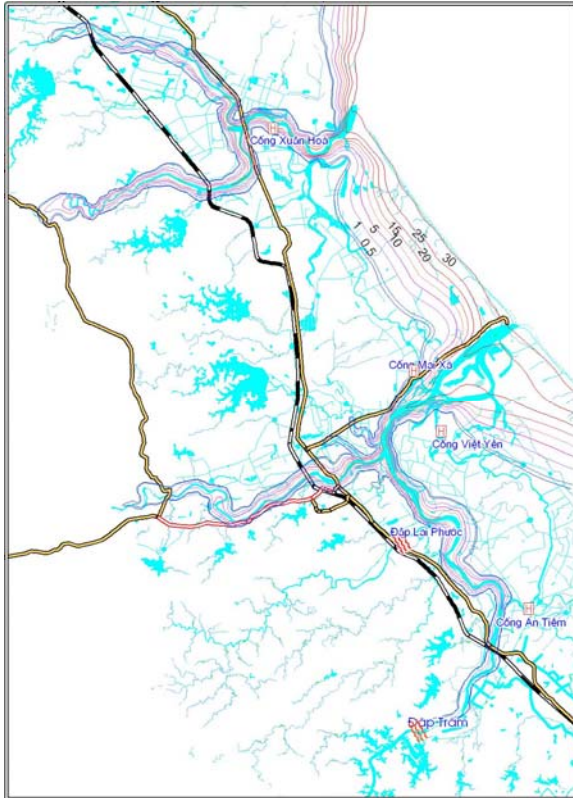 Cống Xuân Hoà
1
0.5
5
15
10
25
20
30
Cống Mai Xá
Cống Việt Yên
Đập Lai Phước
Cống An Tiêm
Đập Trấm